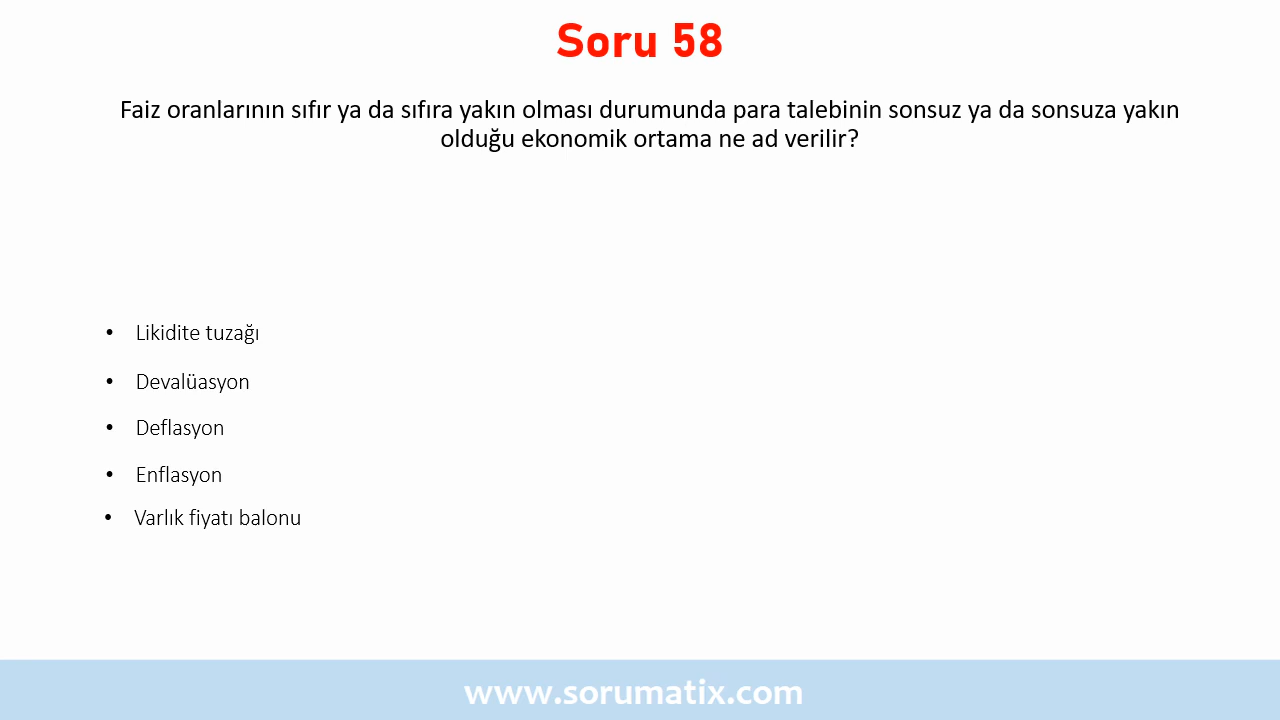 Soru 58
Faiz oranlarının sıfır ya da sıfıra yakın olması durumunda para talebinin sonsuz ya da sonsuza yakın
olduğu ekonomik ortama ne ad verilir?
• Likidite tuzağı
• Devalüasyon
• Deflasyon
• Enflasyon
• Varlık fiyatı balonu
www.sorumatix.com